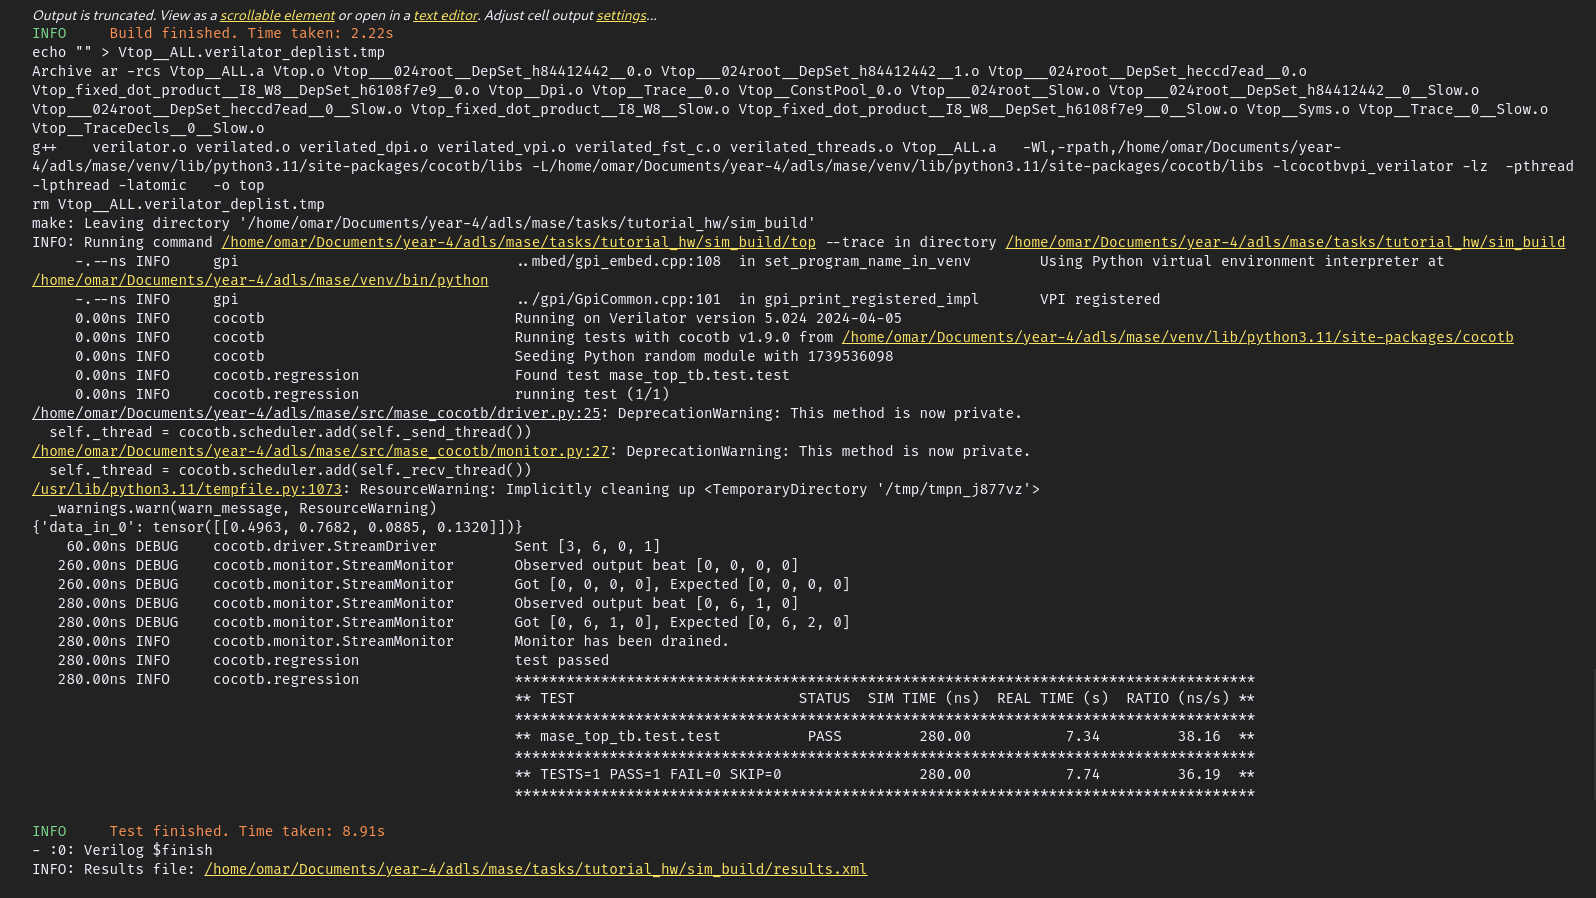 Output is truncated. View as a scrollable element or open in a text editor. Adjust cell output settings...
INFO     Build finished. Time taken: 2.22s
echo "" > Vtop__ALL.verilator_deplist.tmp
Archive ar -rcs Vtop__ALL.a Vtop.o Vtop___024root__DepSet_h84412442__0.o Vtop___024root__DepSet_h84412442__1.o Vtop___024root__DepSet_heccd7ead__0.o
Vtop_fixed_dot_product__I8_W8__DepSet_h6108f7e9__0.o Vtop__Dpi.o Vtop__Trace__0.o Vtop__ConstPool_0.o Vtop___024root__Slow.o Vtop___024root__DepSet_h84412442__0__Slow.o
Vtop___024root__DepSet_heccd7ead__0__Slow.o Vtop_fixed_dot_product__I8_W8__Slow.o Vtop_fixed_dot_product__I8_W8__DepSet_h6108f7e9__0__Slow.o Vtop__Syms.o Vtop__Trace__0__Slow.o
Vtop__TraceDecls__0__Slow.o
g++    verilator.o verilated.o verilated_dpi.o verilated_vpi.o verilated_fst_c.o verilated_threads.o Vtop__ALL.a   -Wl,-rpath,/home/omar/Documents/year-
4/adls/mase/venv/lib/python3.11/site-packages/cocotb/libs -L/home/omar/Documents/year-4/adls/mase/venv/lib/python3.11/site-packages/cocotb/libs -lcocotbvpi_verilator -lz  -pthread
-lpthread -latomic   -o top
rm Vtop__ALL.verilator_deplist.tmp
make: Leaving directory '/home/omar/Documents/year-4/adls/mase/tasks/tutorial_hw/sim_build'
INFO: Running command /home/omar/Documents/year-4/adls/mase/tasks/tutorial_hw/sim_build/top --trace in directory /home/omar/Documents/year-4/adls/mase/tasks/tutorial_hw/sim_build
     -.--ns INFO     gpi                                ..mbed/gpi_embed.cpp:108  in set_program_name_in_venv        Using Python virtual environment interpreter at
/home/omar/Documents/year-4/adls/mase/venv/bin/python
     -.--ns INFO     gpi                                ../gpi/GpiCommon.cpp:101  in gpi_print_registered_impl       VPI registered
     0.00ns INFO     cocotb                             Running on Verilator version 5.024 2024-04-05
     0.00ns INFO     cocotb                             Running tests with cocotb v1.9.0 from /home/omar/Documents/year-4/adls/mase/venv/lib/python3.11/site-packages/cocotb
     0.00ns INFO     cocotb                             Seeding Python random module with 1739536098
     0.00ns INFO     cocotb.regression                  Found test mase_top_tb.test.test
     0.00ns INFO     cocotb.regression                  running test (1/1)
/home/omar/Documents/year-4/adls/mase/src/mase_cocotb/driver.py:25: DeprecationWarning: This method is now private.
  self._thread = cocotb.scheduler.add(self._send_thread())
/home/omar/Documents/year-4/adls/mase/src/mase_cocotb/monitor.py:27: DeprecationWarning: This method is now private.
  self._thread = cocotb.scheduler.add(self._recv_thread())
/usr/lib/python3.11/tempfile.py:1073: ResourceWarning: Implicitly cleaning up <TemporaryDirectory '/tmp/tmpn_j877vz'>
  _warnings.warn(warn_message, ResourceWarning)
{'data_in_0': tensor([[0.4963, 0.7682, 0.0885, 0.1320]])}
    60.00ns DEBUG    cocotb.driver.StreamDriver         Sent [3, 6, 0, 1]
   260.00ns DEBUG    cocotb.monitor.StreamMonitor       Observed output beat [0, 0, 0, 0]
   260.00ns DEBUG    cocotb.monitor.StreamMonitor       Got [0, 0, 0, 0], Expected [0, 0, 0, 0]
   280.00ns DEBUG    cocotb.monitor.StreamMonitor       Observed output beat [0, 6, 1, 0]
   280.00ns DEBUG    cocotb.monitor.StreamMonitor       Got [0, 6, 1, 0], Expected [0, 6, 2, 0]
   280.00ns INFO     cocotb.monitor.StreamMonitor       Monitor has been drained.
   280.00ns INFO     cocotb.regression                  test passed
   280.00ns INFO     cocotb.regression                  **************************************************************************************
                                                        ** TEST                          STATUS  SIM TIME (ns)  REAL TIME (s)  RATIO (ns/s) **
                                                        **************************************************************************************
                                                        ** mase_top_tb.test.test          PASS         280.00           7.34         38.16  **
                                                        **************************************************************************************
                                                        ** TESTS=1 PASS=1 FAIL=0 SKIP=0                280.00           7.74         36.19  **
                                                        **************************************************************************************
INFO     Test finished. Time taken: 8.91s
- :0: Verilog $finish
INFO: Results file: /home/omar/Documents/year-4/adls/mase/tasks/tutorial_hw/sim_build/results.xml